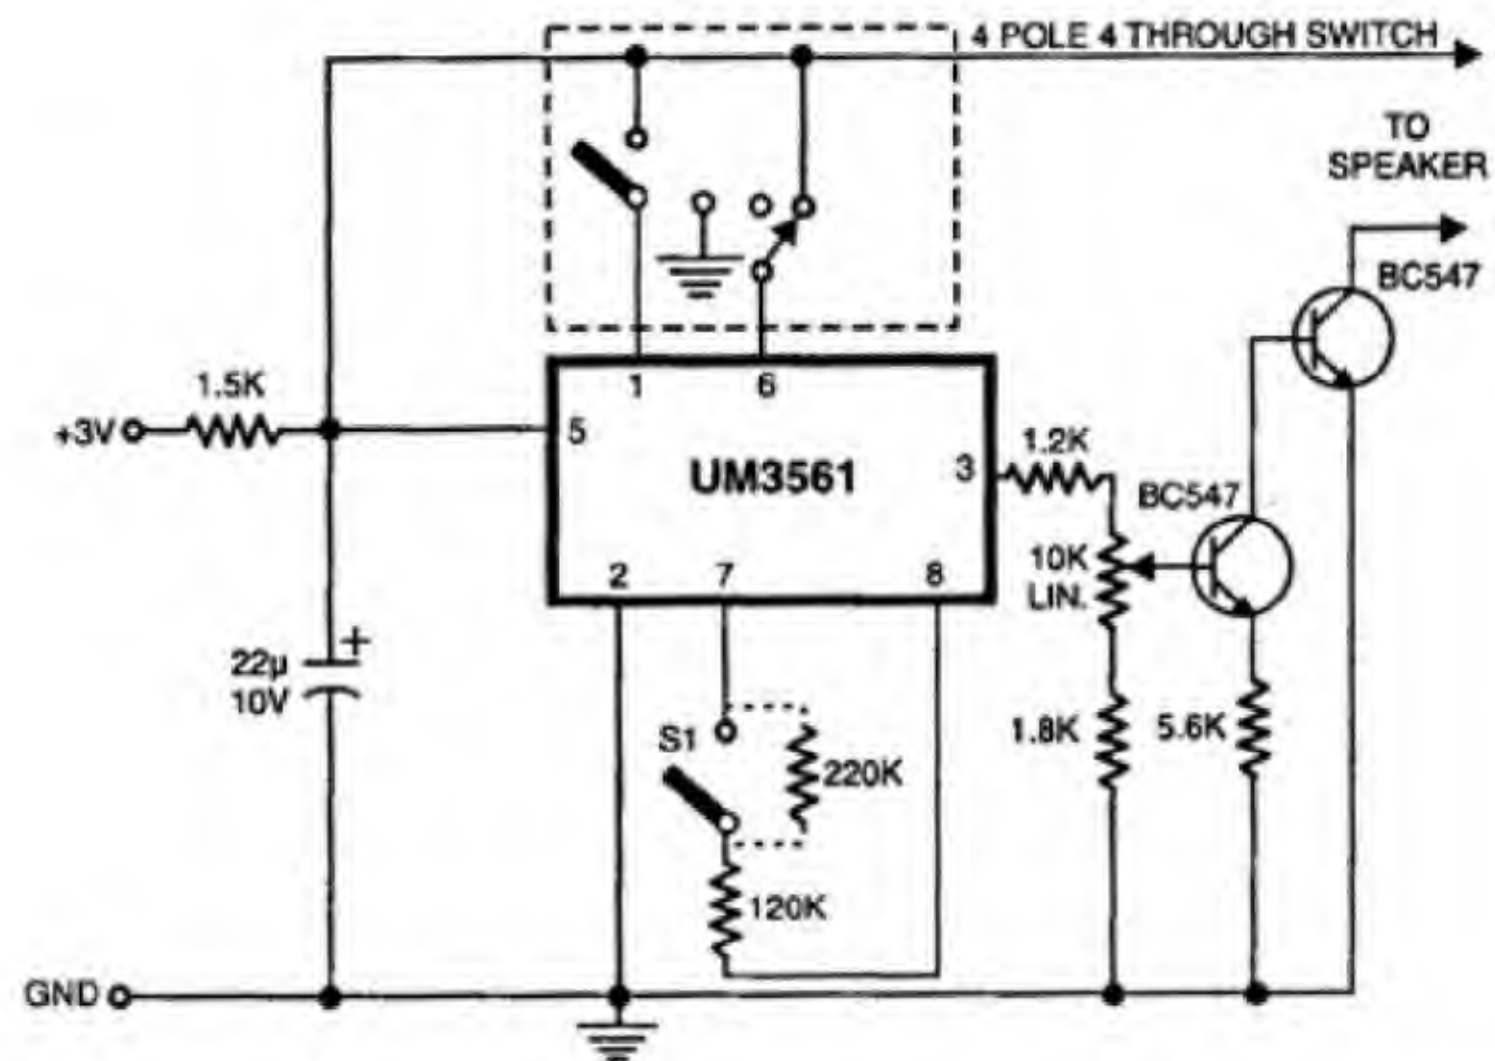 4 POLE 4 THROUGH SWITCH
TO
SPEAKER
BC547
1.5K
+3V
1
6
5
UM3561
3
1.2K
BC547
10K
LIN.
2
7
8
22µ
10V
+
S1
220K
1.8K
5.6K
120K
GND